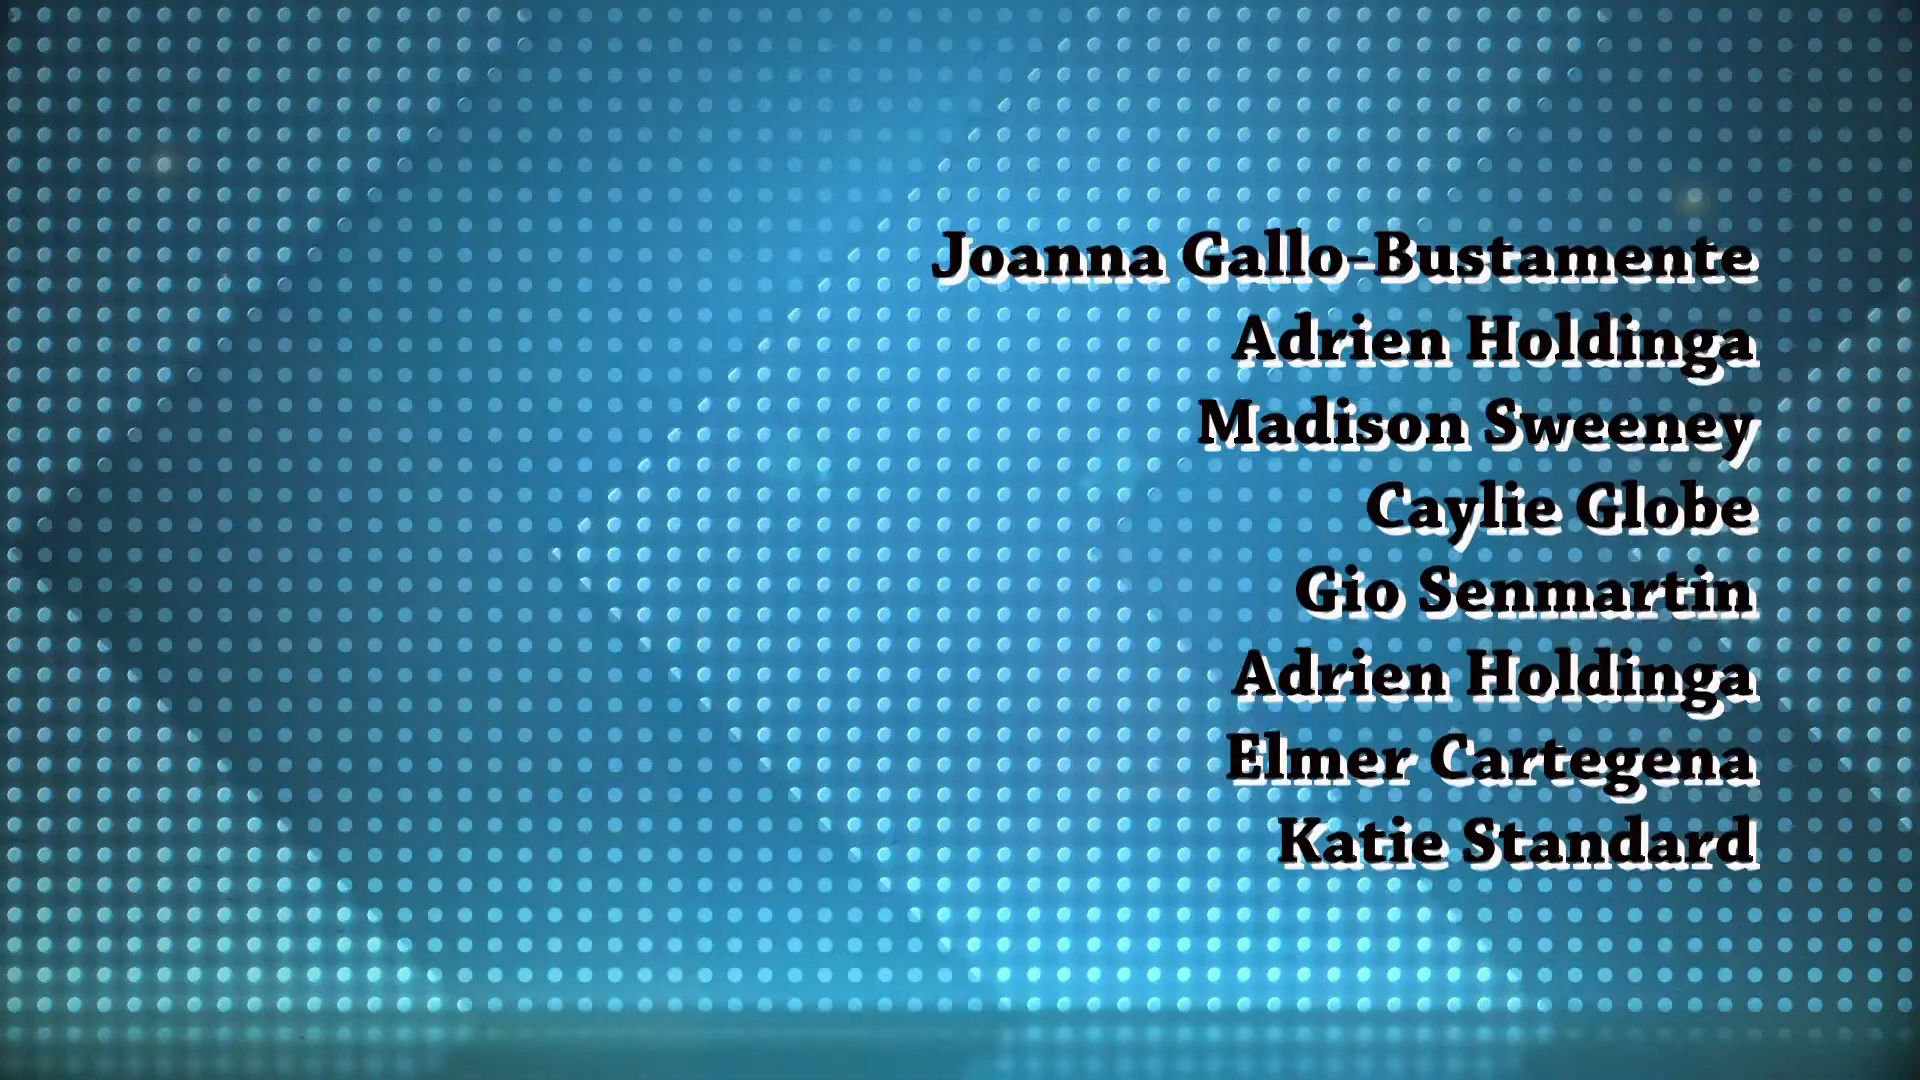 Joanna Gallo-Bustamente
Adrien Holdinga
Madison Sweeney
Caylie Globe
Gio Senmartin
Adrien Holdinga
Elmer Cartegena
Katie Standard